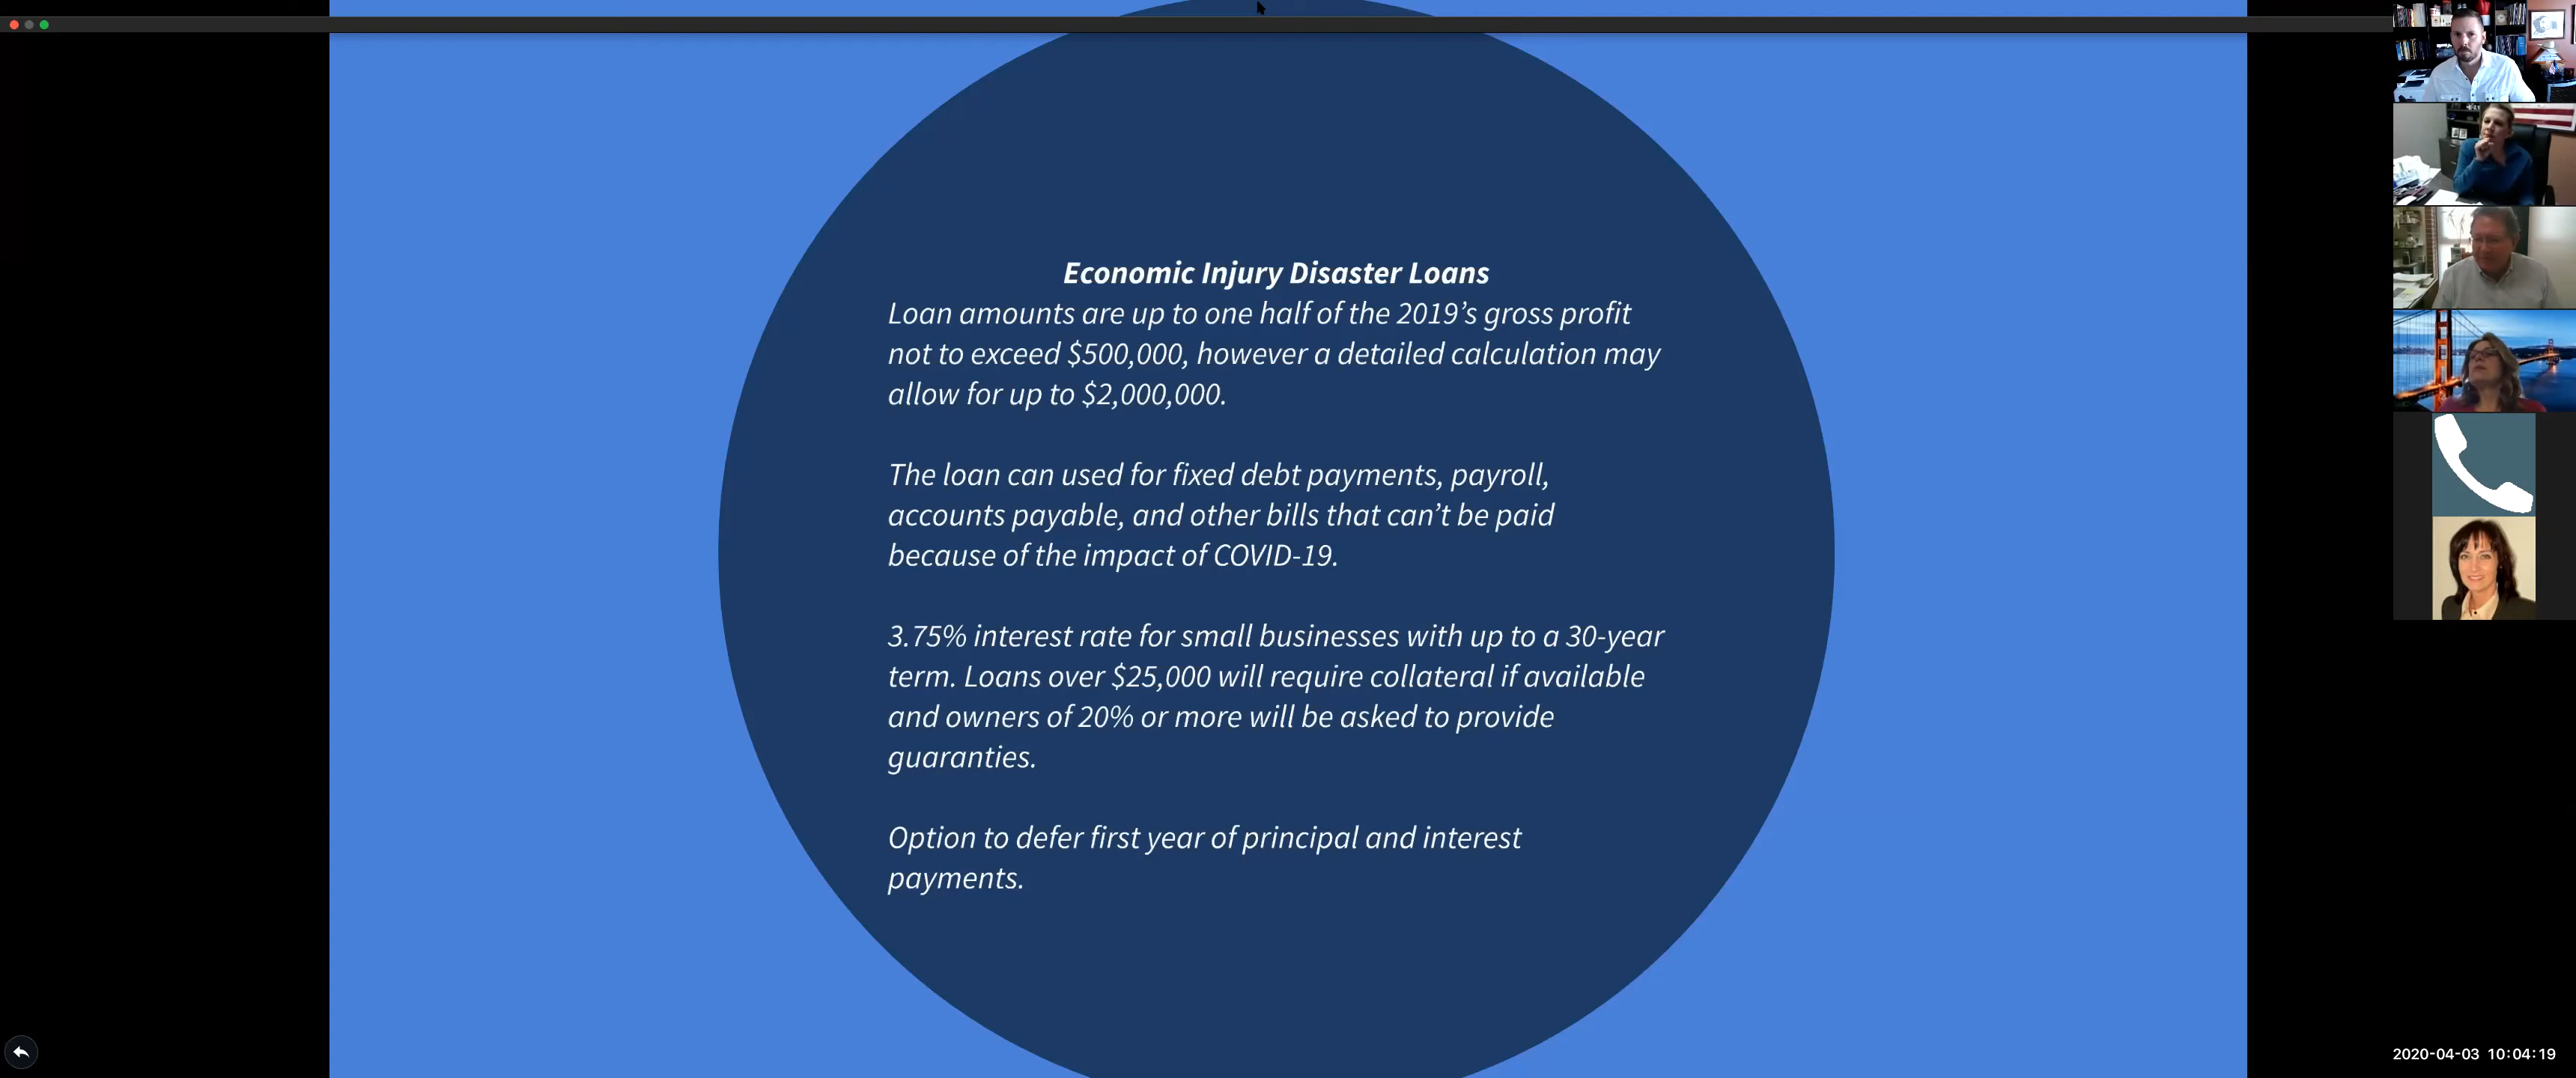 Economic Injury Disaster Loans
Loan amounts are up to one half of the 2019’s gross profit
not to exceed $500,000, however a detailed calculation may
allow for up to $2,000,000.
The loan can used for fixed debt payments, payroll,
accounts payable, and other bills that can’t be paid
because of the impact of COVID-19.
3.75% interest rate for small businesses with up to a 30-year
term. Loans over $25,000 will require collateral if available
and owners of 20% or more will be asked to provide
guaranties.
Option to defer first year of principal and interest
payments.
2020-04-03 10:04:19